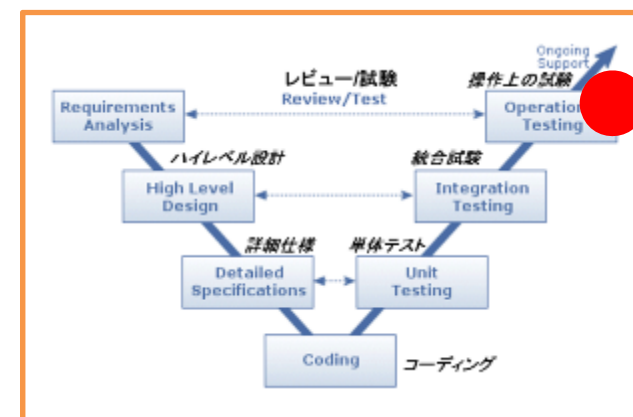 Ongoing
Support
レビュー/試験
操作上の試験
Review/Test
Requirements
Analysis
Testing
ハイレベル設計
統合試験
High Level
Design
Integration
Testing
詳細仕様
単体テスト
Detailed
Specifications
Unit
Testing
Coding
コーディング